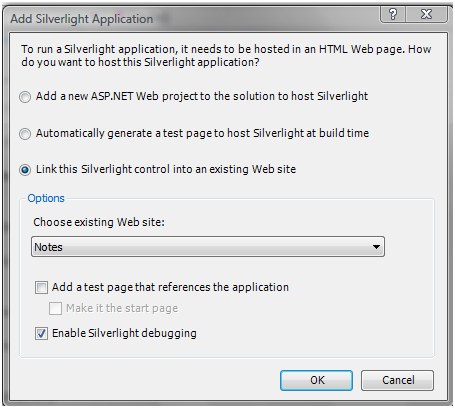 Add Silverlight Application
To run a Silverlight application, it needs to be hosted in an HTML Web page. How
do you want to host this Silverlight application?
Add a new ASP.NET Web project to the solution to host Silverlight
Automatically generate a test page to host Silverlight at build time
Link this Silverlight control into an existing Web site
Options
Choose existing Web site:
Notes
Add a test page that references the application
Make it the start page
Enable Silverlight debugging
OK Cancel